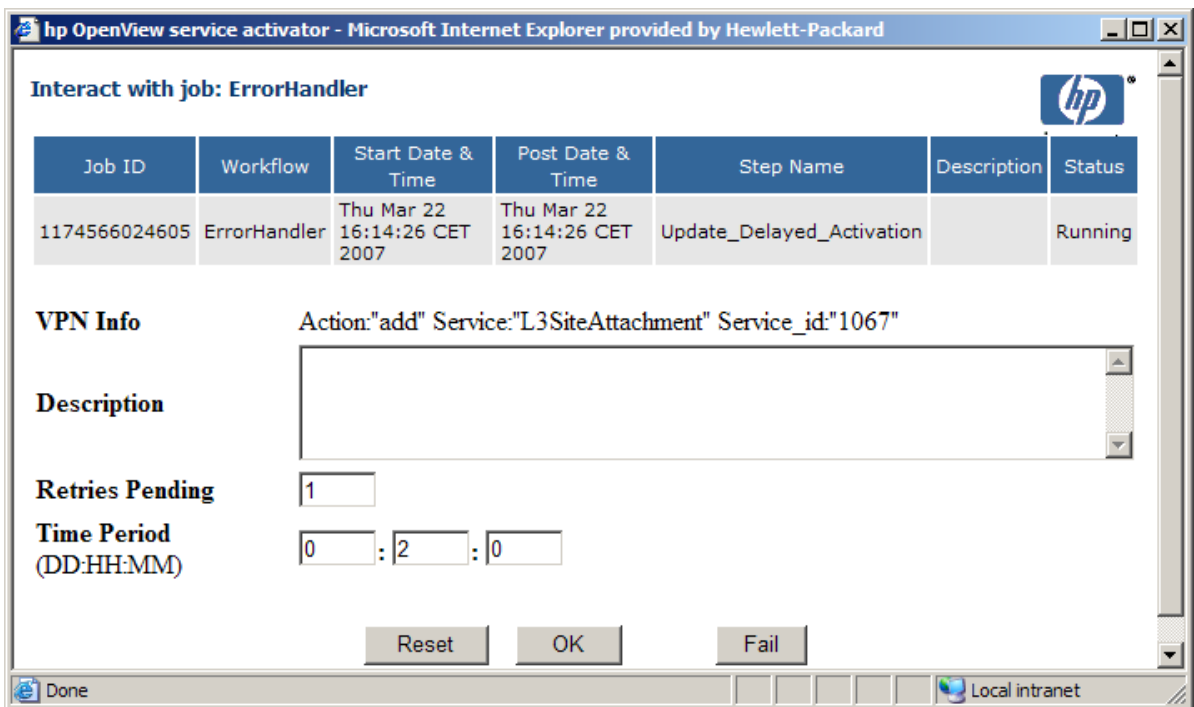 hp OpenView service activator - Microsoft Internet Explorer provided by Hewlett-Packard
Interact with job: ErrorHandler
hp
Job ID Workflow Start Date & Time Post Date & Time Step Name Description Status
1174566024605 ErrorHandler Thu Mar 22 16:14:26 CET 2007 Thu Mar 22 16:14:26 CET 2007 Update_Delayed_Activation Running
VPN Info Action:"add" Service:"L3SiteAttachment" Service_id:"1067"
Description
Retries Pending 1
Time Period
(DD:HH:MM) 0 : 2 : 0
Reset OK Fail
Done Local intranet